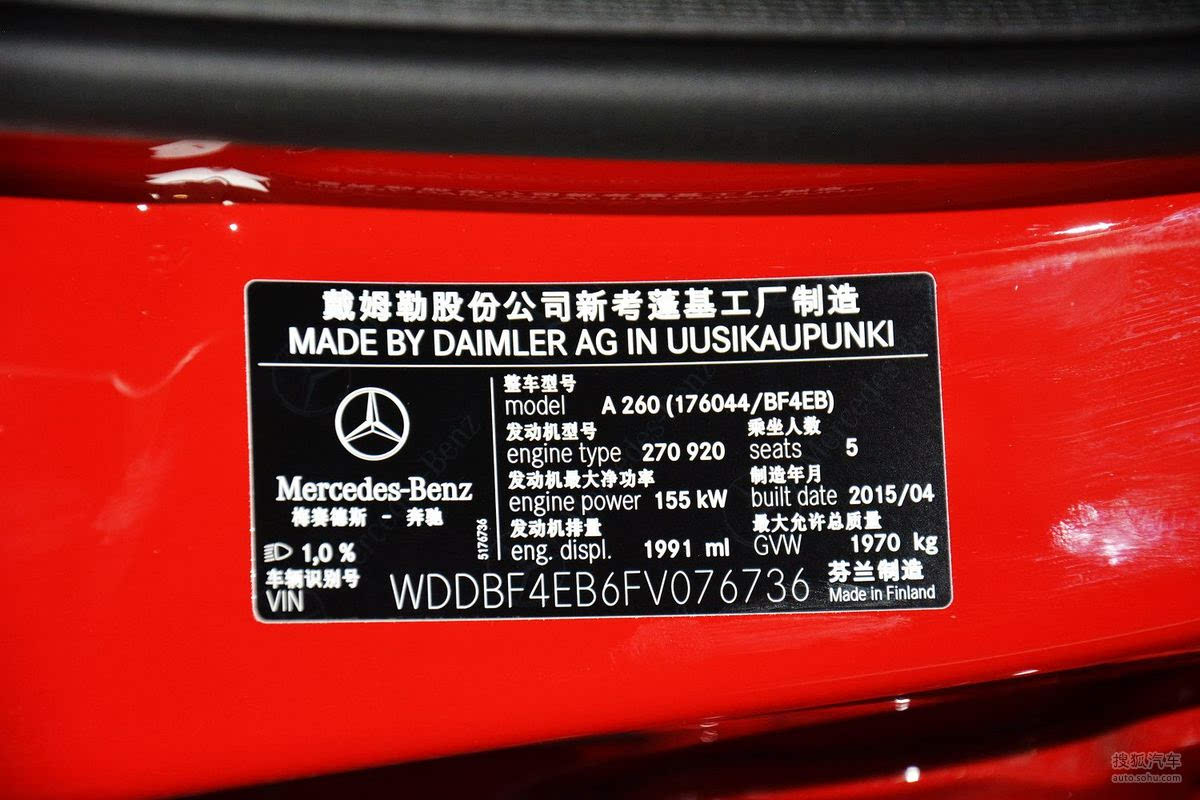 戴姆勒股份公司新考蓬基工厂制造
MADE BY DAIMLER AG IN UUSIKAUPUNKI
Mercedes-Benz
梅赛德斯 - 奔驰
1,0 %
5176736
整车型号
model A 260 (176044/BF4EB)
发动机型号 乘坐人数
engine type 270 920 seats 5
发动机最大净功率 制造年月
engine power 155 kW built date 2015/04
发动机排量 最大允许总质量
eng. displ. 1991 ml GVW 1970 kg
车辆识别号
VIN WDDBF4EB6FV076736
芬兰制造
Made in Finland
搜狐汽车
auto.sohu.com